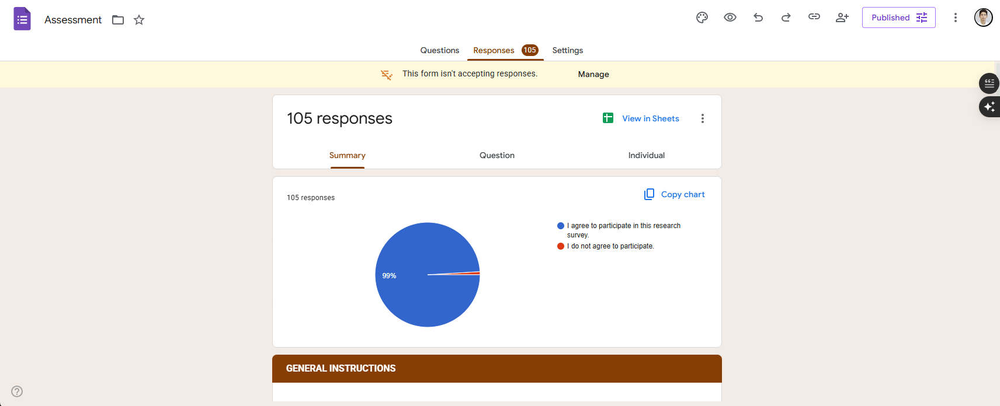 Assessment
Published
Questions
Responses 105
Settings
This form isn't accepting responses.
Manage
105 responses
View in Sheets
Summary
Question
Individual
105 responses
Copy chart
99%
I agree to participate in this research
survey.
I do not agree to participate.
GENERAL INSTRUCTIONS